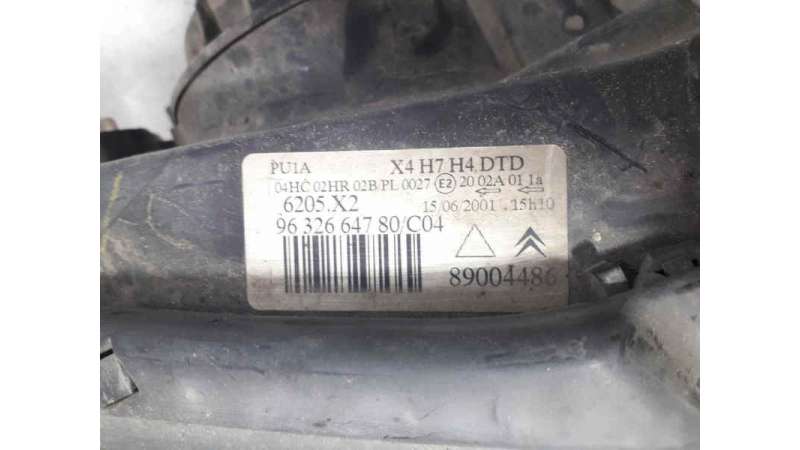 PU1A X4 H7 H4 DTD
04HC 02HR 02B PL 0027 E2 20 02A 01 1a
6205.X2 15/06/2001 15h10
96 326 647 80/C04
89004486